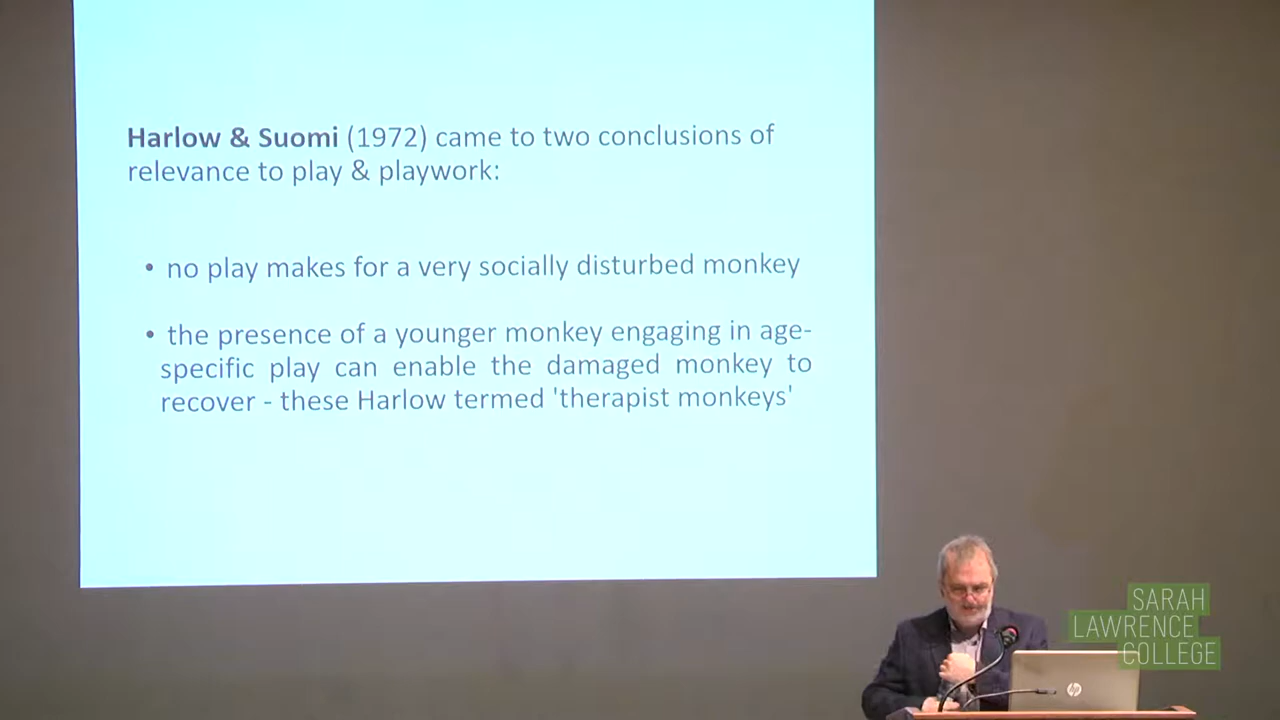 Harlow & Suomi (1972) came to two conclusions of
relevance to play & playwork:
• no play makes for a very socially disturbed monkey
• the presence of a younger monkey engaging in age-
specific play can enable the damaged monkey to
recover - these Harlow termed 'therapist monkeys'
SARAH
LAWRENCE
COLLEGE
hp